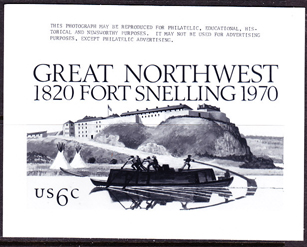 THIS PHOTOGRAPH MAY BE REPRODUCED FOR PHILATELIC, EDUCATIONAL, HIS-
TORICAL AND NEWSWORTHY PURPOSES. IT MAY NOT BE USED FOR ADVERTISING
PURPOSES, EXCEPT PHILATELIC ADVERTISING.
GREAT NORTHWEST
1820 FORT SNELLING 1970
US 6 C